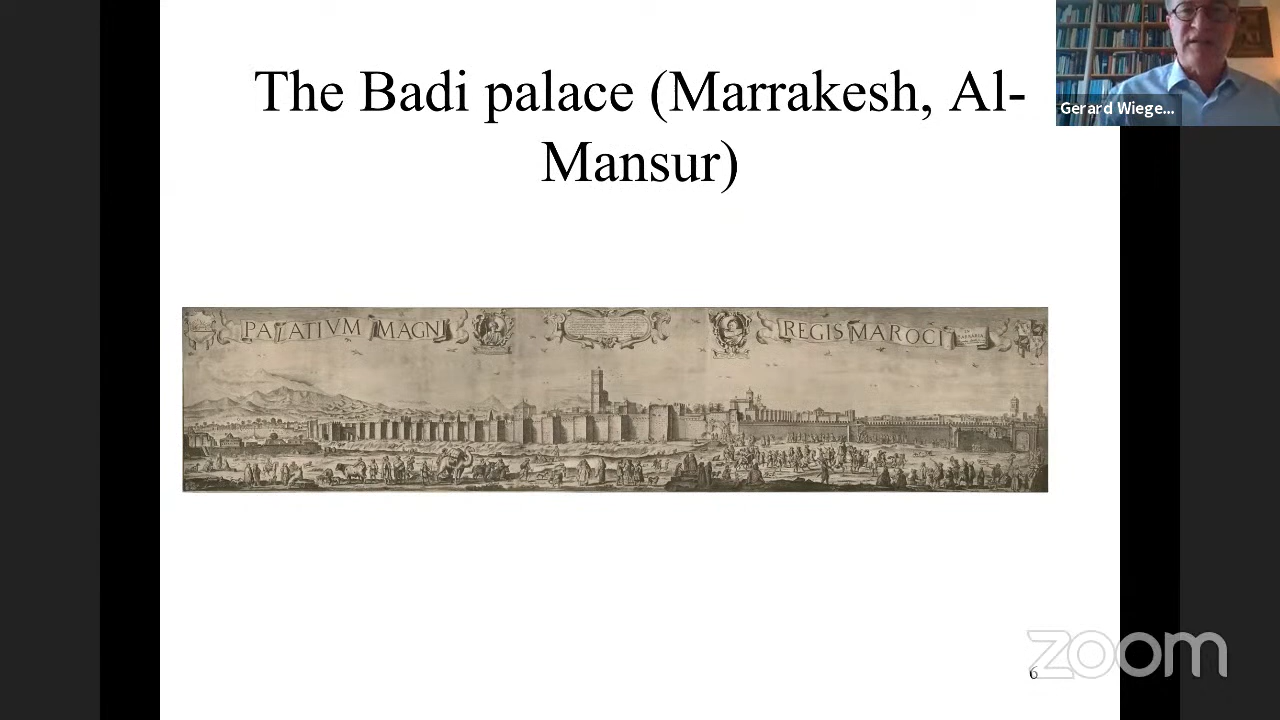 The Badi palace (Marrakesh, Al-
Mansur)
Gerard Wiege...
PALATIVM MAGNI
REGIS MAROCI
6
zoom